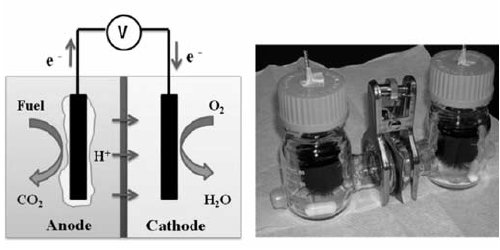 V
e⁻ e⁻
Fuel O₂
H⁺
CO₂ H₂O
Anode Cathode